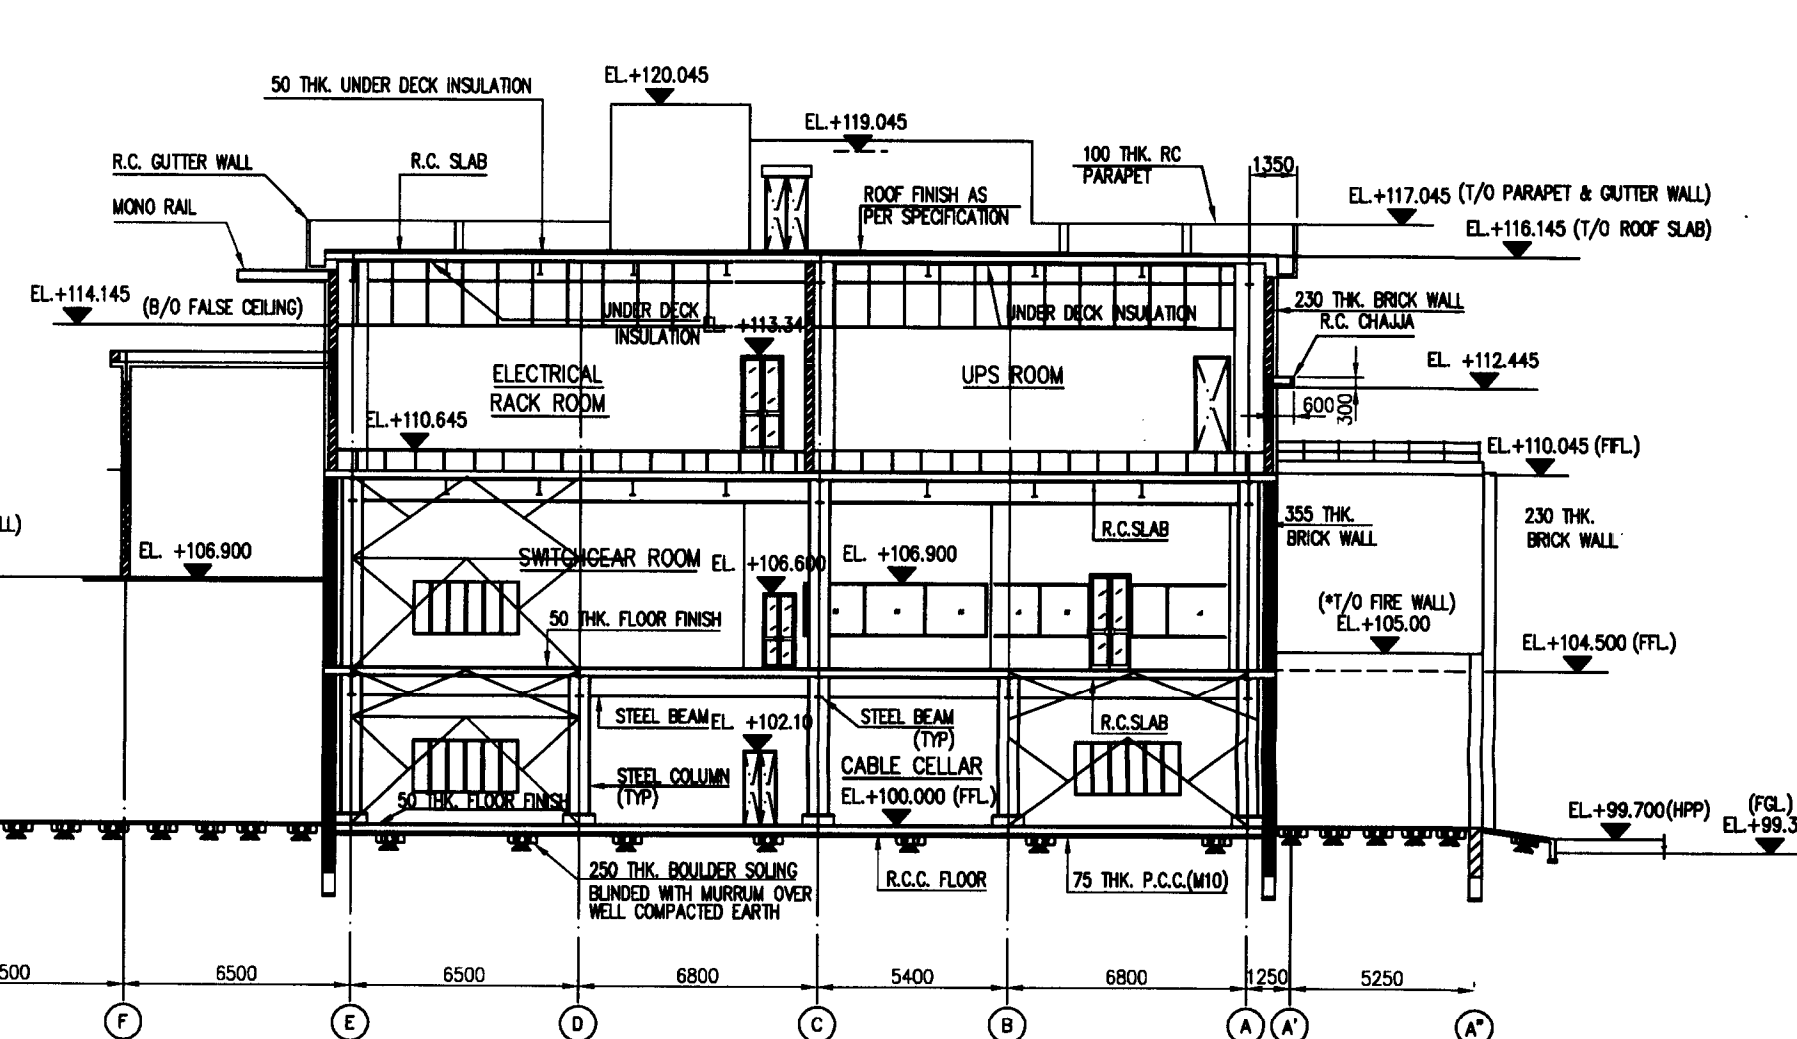 EL.+120.045
50 THK. UNDER DECK INSULATION
EL.+119.045
R.C. GUTTER WALL
R.C. SLAB
100 THK. RC
PARAPET
1350
MONO RAIL
ROOF FINISH AS
PER SPECIFICATION
EL.+117.045 (T/O PARAPET & GUTTER WALL)
EL.+116.145 (T/O ROOF SLAB)
EL.+114.145 (B/O FALSE CEILING)
UNDER DECK
INSULATION
EL. +113.34
UNDER DECK INSULATION
230 THK. BRICK WALL
R.C. CHAJJA
EL. +112.445
ELECTRICAL
RACK ROOM
UPS ROOM
600
300
EL.+110.645
EL.+110.045 (FFL)
LL)
355 THK.
BRICK WALL
230 THK.
BRICK WALL
R.C.SLAB
EL. +106.900
SWITCHGEAR ROOM
EL. +106.600
EL. +106.900
50 THK. FLOOR FINISH
(*T/O FIRE WALL)
EL.+105.00
EL.+104.500 (FFL)
STEEL BEAM
EL. +102.10
STEEL BEAM
(TYP)
R.C.SLAB
STEEL COLUMN
(TYP)
CABLE CELLAR
50 THK. FLOOR FINISH
EL.+100.000 (FFL)
EL.+99.700(HPP)
(FGL)
EL.+99.3
250 THK. BOULDER SOLING
BLINDED WITH MURRUM OVER
WELL COMPACTED EARTH
R.C.C. FLOOR
75 THK. P.C.C.(M10)
500 6500 6500 6800 5400 6800 1250 5250
F E D C B A A' A"